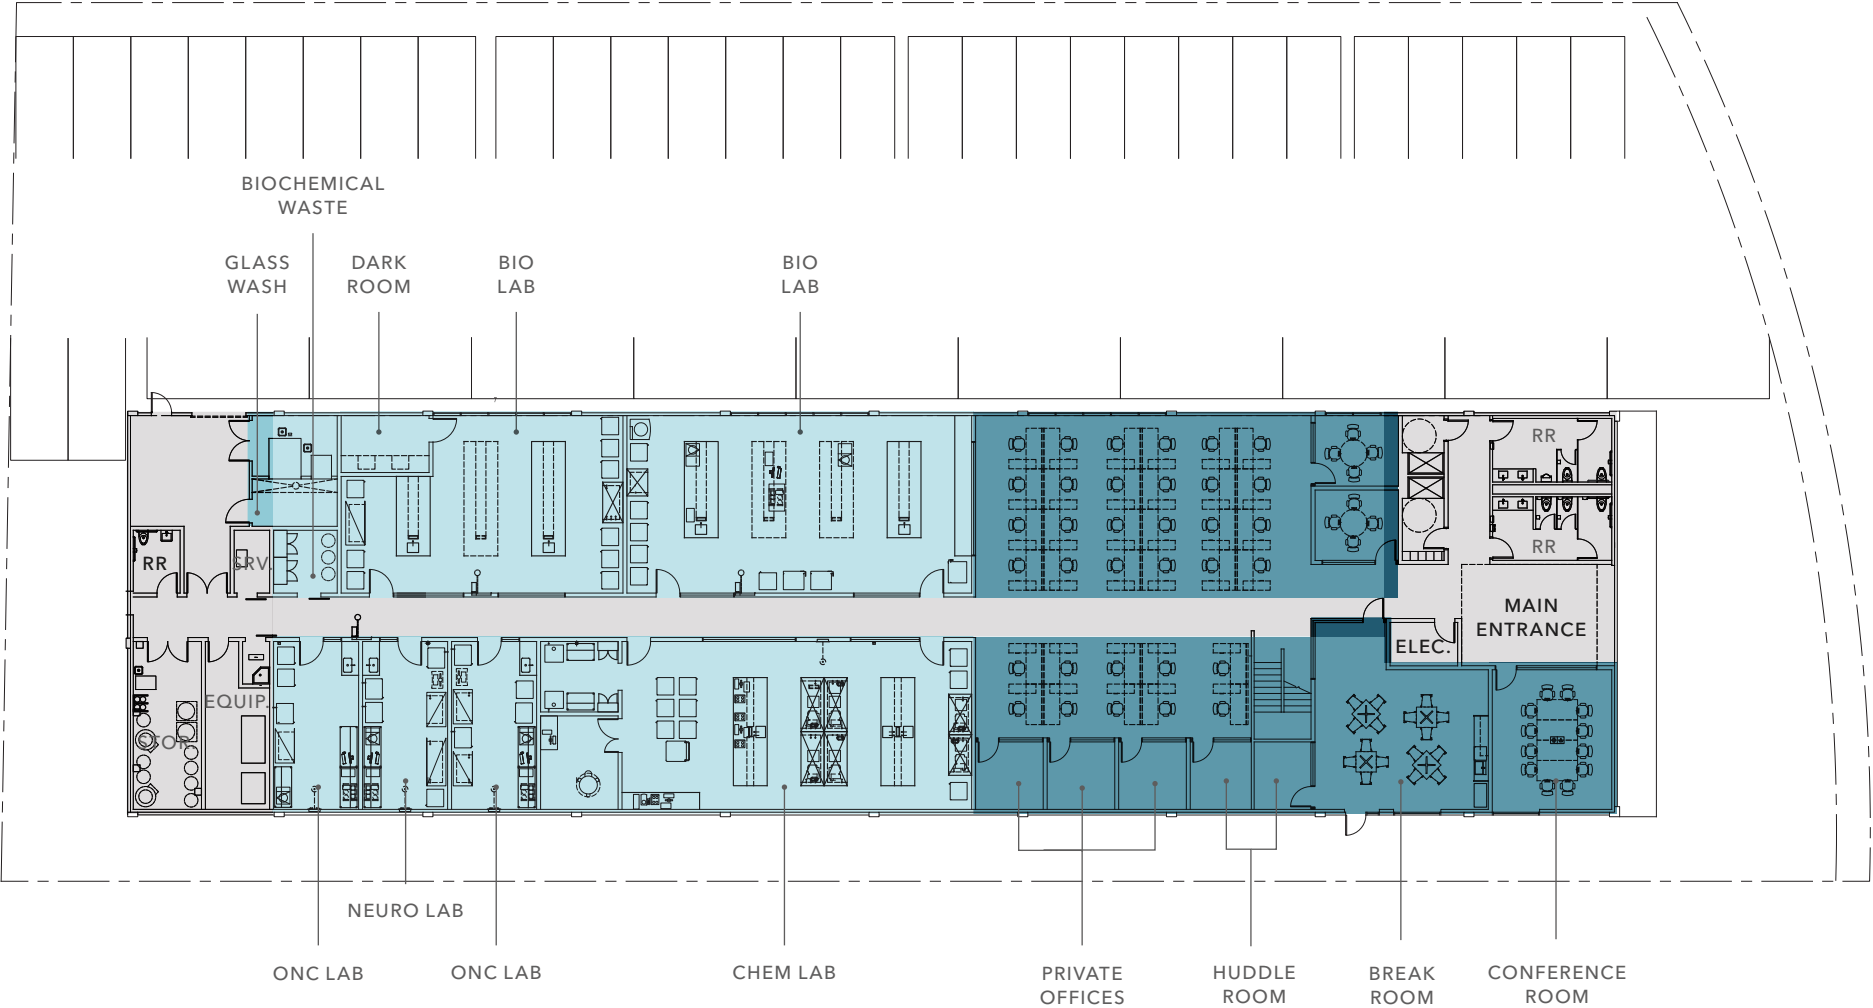 BIOCHEMICAL
WASTE
GLASS
WASH
DARK
ROOM
BIO
LAB
BIO
LAB
RR
RR
RR
SRV.
MAIN
ENTRANCE
ELEC.
EQUIP.
STOR.
NEURO LAB
ONC LAB
ONC LAB
CHEM LAB
PRIVATE
OFFICES
HUDDLE
ROOM
BREAK
ROOM
CONFERENCE
ROOM